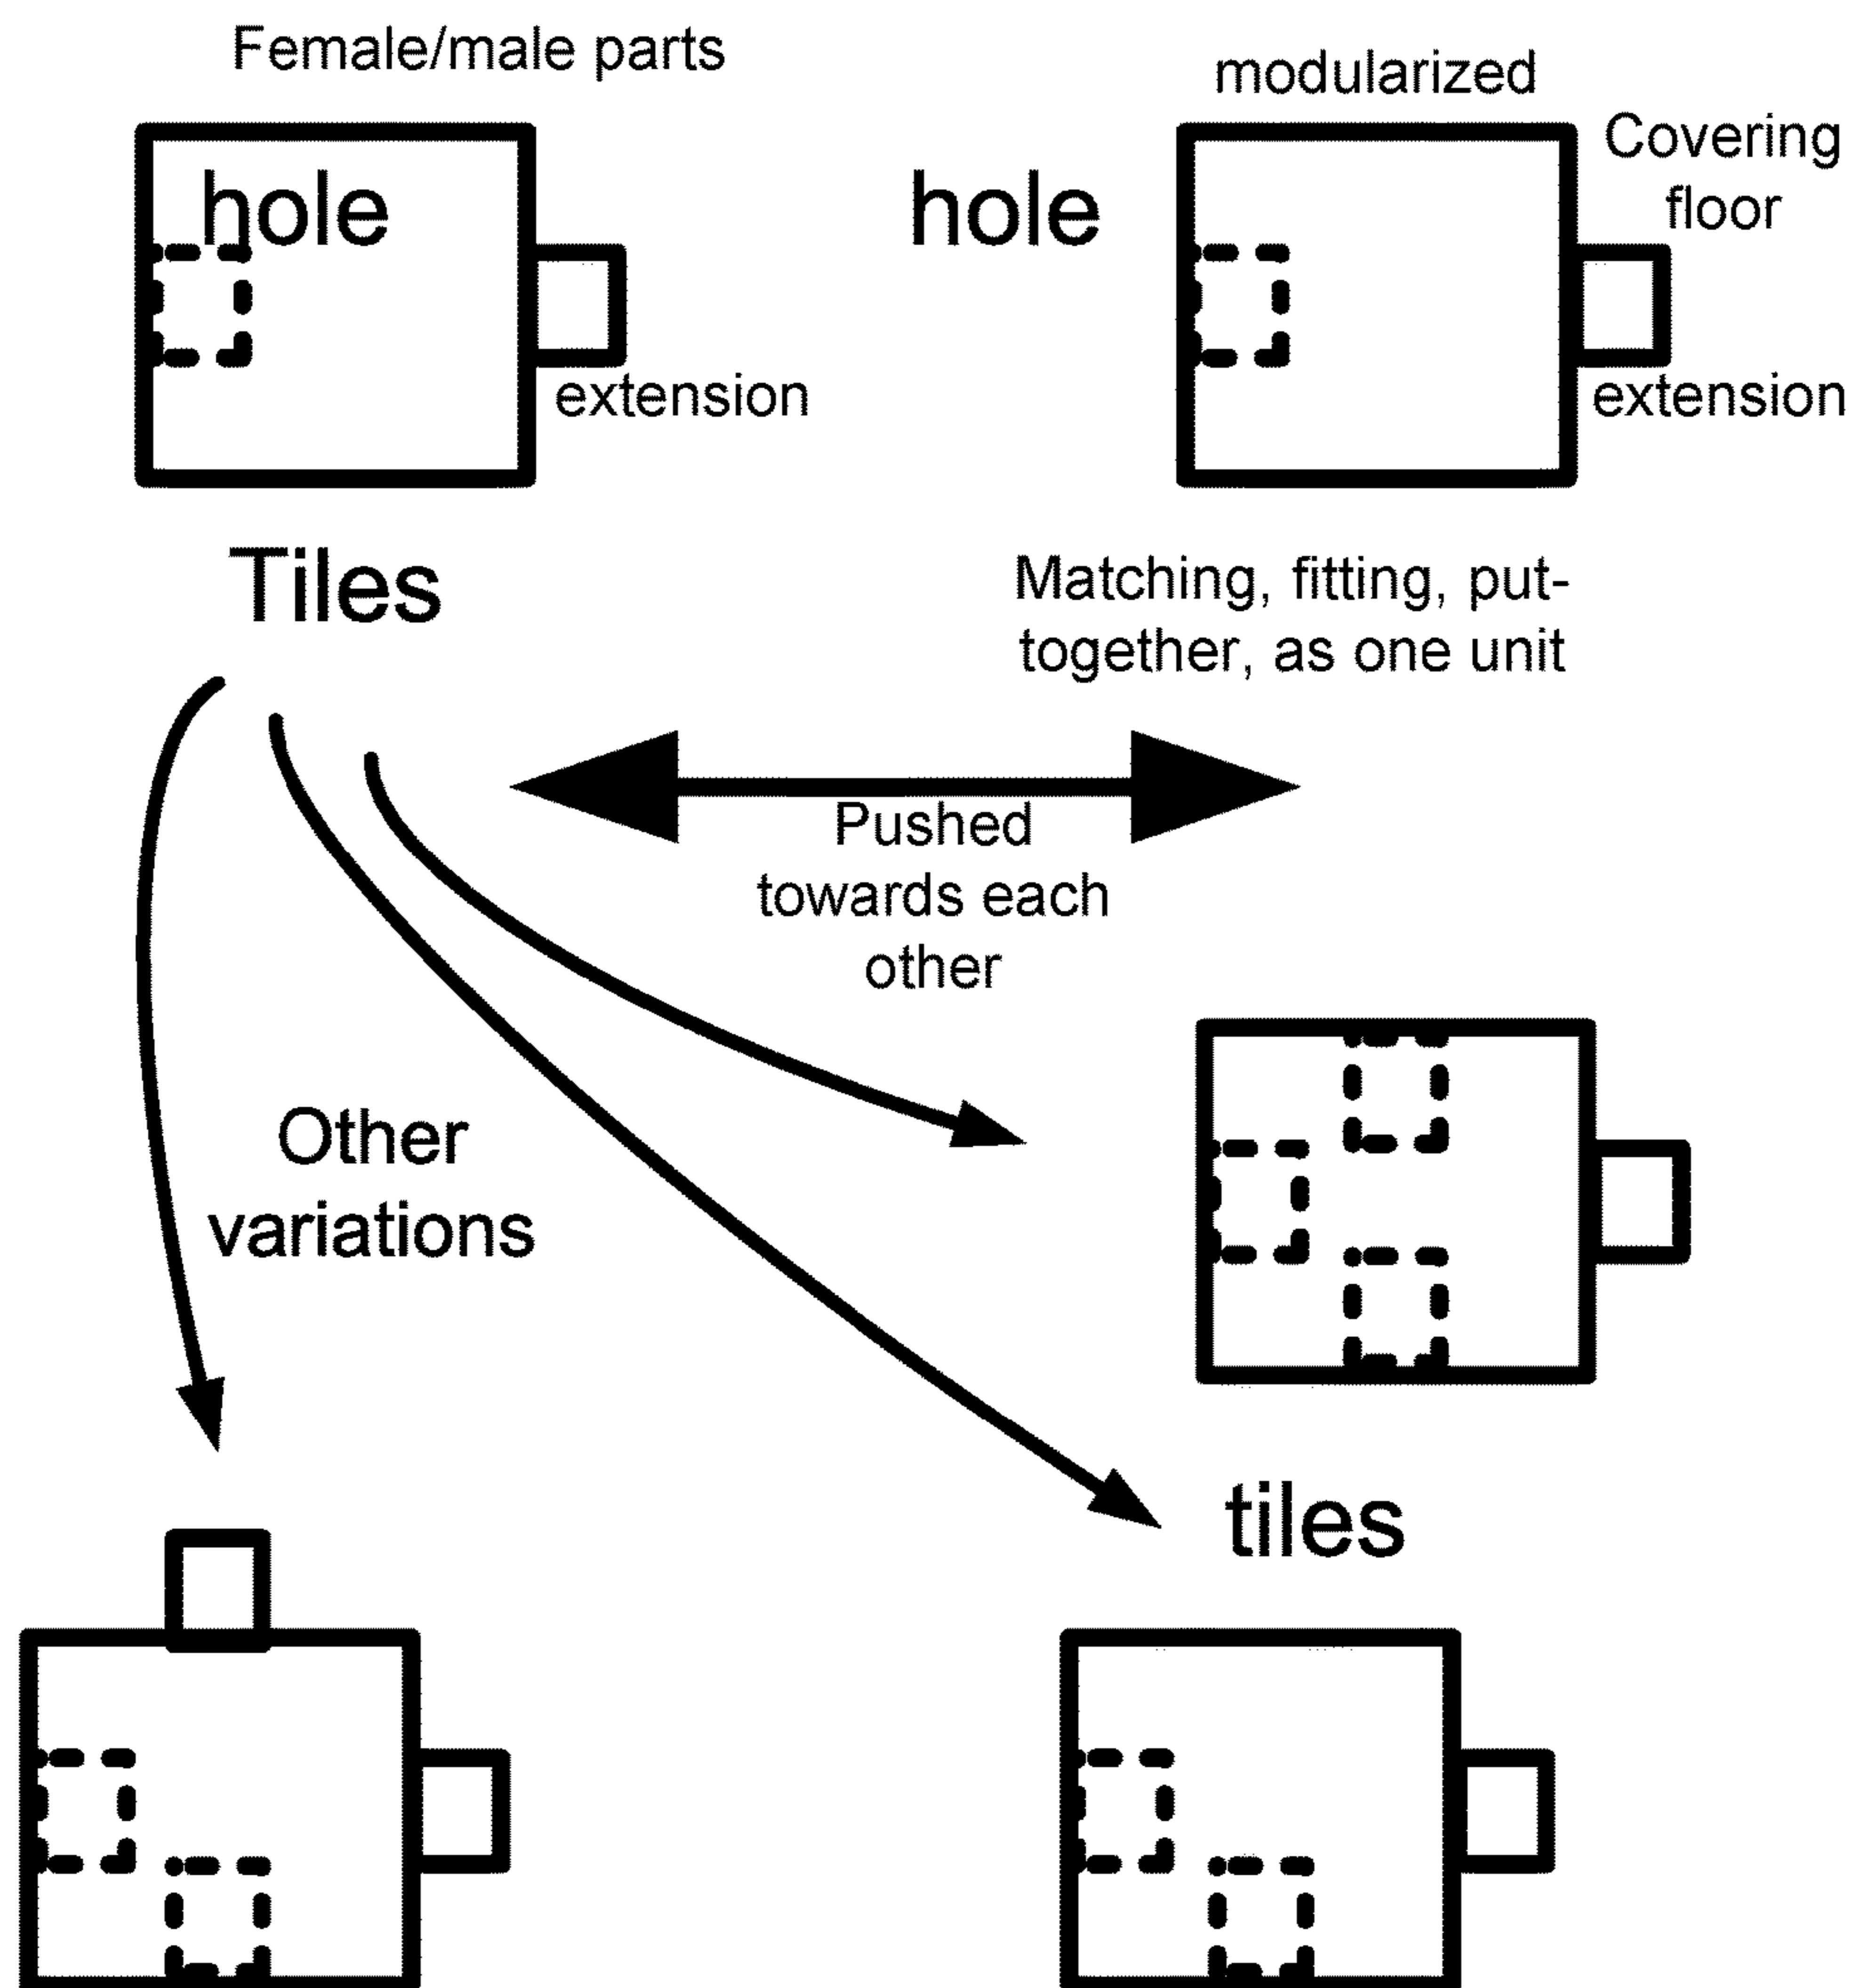 Female/male parts
modularized
Covering
floor
hole
hole
extension
extension
Tiles
Matching, fitting, put-
together, as one unit
Pushed
towards each
other
Other
variations
tiles